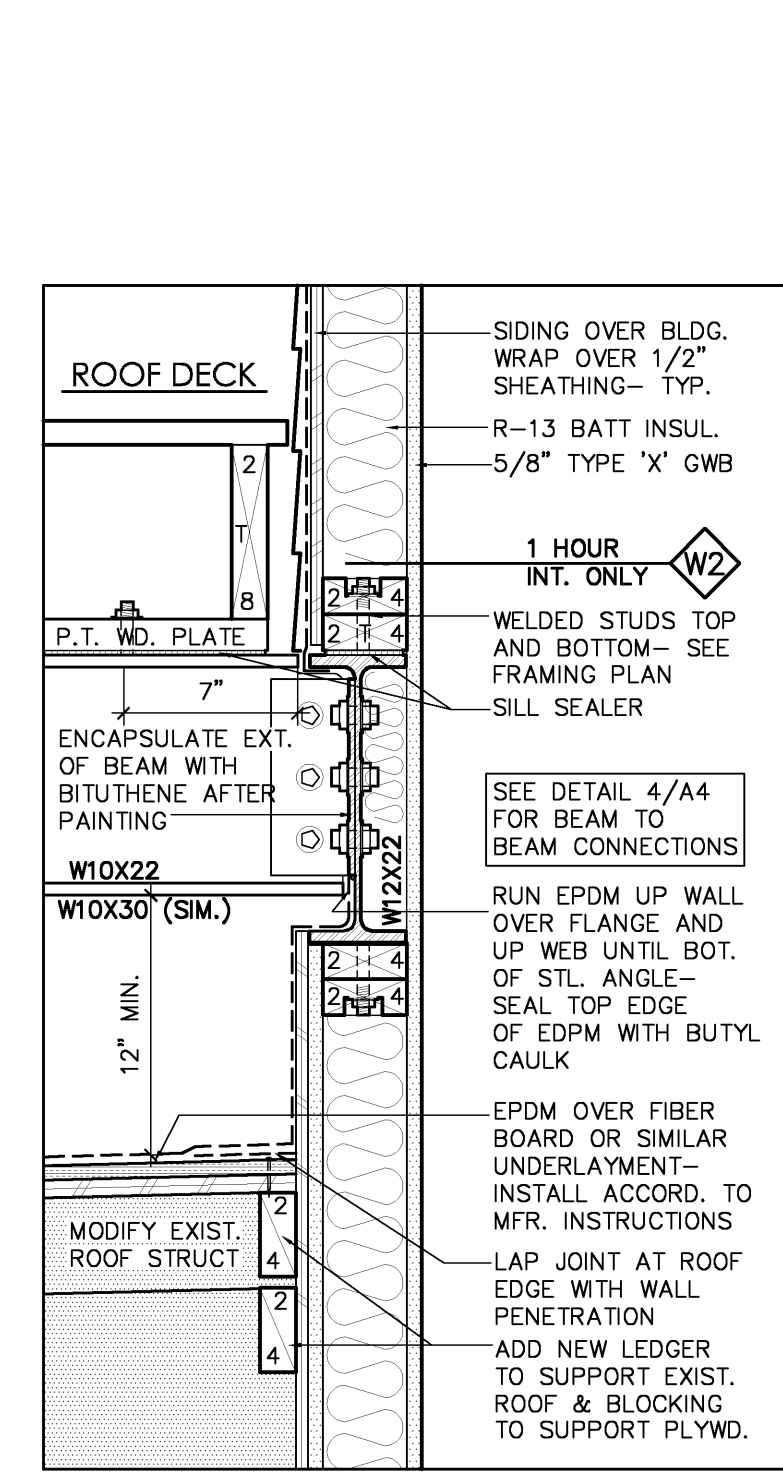 ROOF DECK
SIDING OVER BLDG.
WRAP OVER 1/2"
SHEATHING– TYP.
R–13 BATT INSUL.
5/8" TYPE 'X' GWB
2
T
8
1 HOUR
INT. ONLY
W2
2 4
2 T 4
P.T. WD. PLATE
WELDED STUDS TOP
AND BOTTOM– SEE
FRAMING PLAN
SILL SEALER
7"
ENCAPSULATE EXT.
OF BEAM WITH
BITUTHENE AFTER
PAINTING
SEE DETAIL 4/A4
FOR BEAM TO
BEAM CONNECTIONS
W10X22
W10X30 (SIM.)
W12X22
RUN EPDM UP WALL
OVER FLANGE AND
UP WEB UNTIL BOT.
OF STL. ANGLE–
SEAL TOP EDGE
OF EDPM WITH BUTYL
CAULK
2 4
2 4
12" MIN.
EPDM OVER FIBER
BOARD OR SIMILAR
UNDERLAYMENT–
INSTALL ACCORD. TO
MFR. INSTRUCTIONS
MODIFY EXIST.
ROOF STRUCT
2
4
2
4
LAP JOINT AT ROOF
EDGE WITH WALL
PENETRATION
ADD NEW LEDGER
TO SUPPORT EXIST.
ROOF & BLOCKING
TO SUPPORT PLYWD.